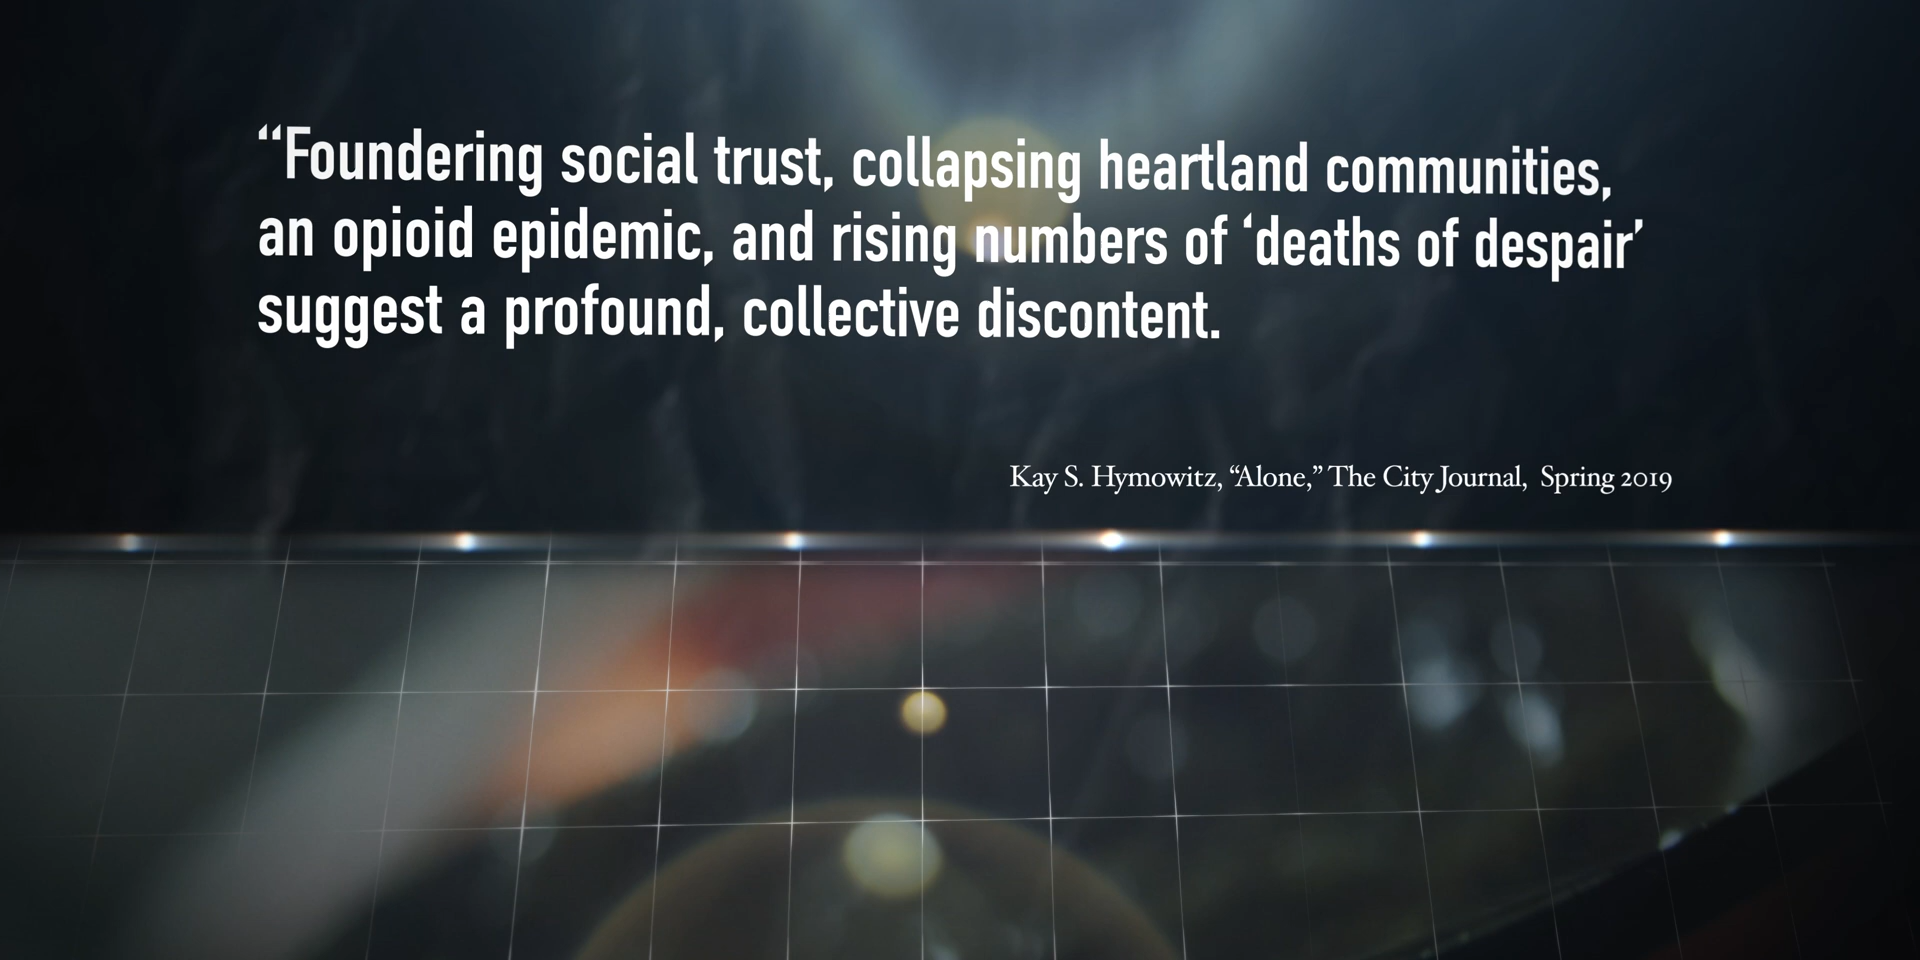 “Foundering social trust, collapsing heartland communities,
an opioid epidemic, and rising numbers of ‘deaths of despair’
suggest a profound, collective discontent.
Kay S. Hymowitz, “Alone,” The City Journal, Spring 2019